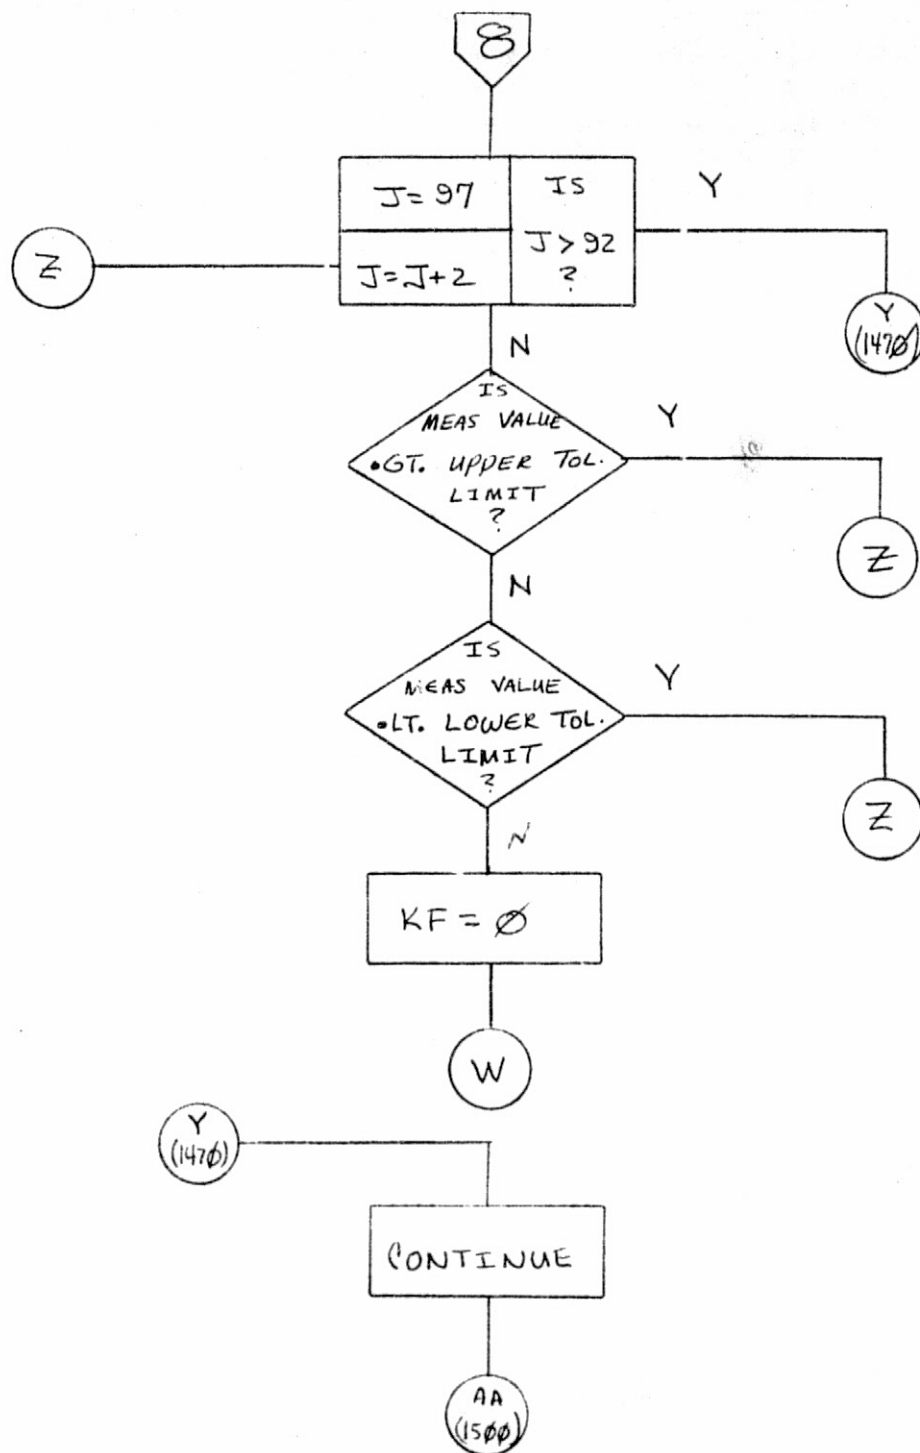 8
J = 97
J = J+2
IS
J > 92
?
Y
Z
Y
(147Ø)
N
IS
MEAS VALUE
.GT. UPPER TOL.
LIMIT
?
Y
Z
N
IS
MEAS VALUE
.LT. LOWER TOL.
LIMIT
?
Y
Z
N
KF = Ø
W
Y
(147Ø)
CONTINUE
AA
(15ØØ)